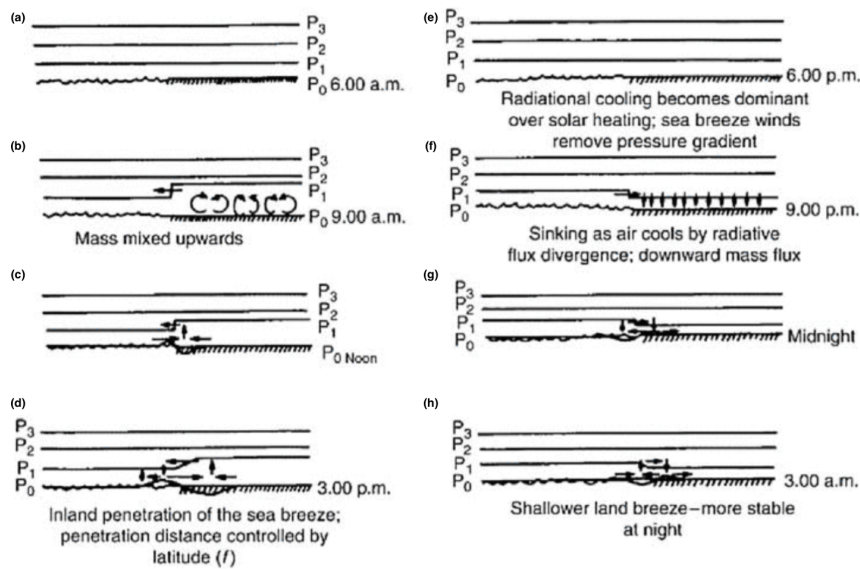 (a)
P3
P2
P1
P0 6.00 a.m.
(b)
P3
P2
P1
P0 9.00 a.m.
Mass mixed upwards
(c)
P3
P2
P1
P0 Noon
(d)
P3
P2
P1
P0
3.00 p.m.
Inland penetration of the sea breeze;
penetration distance controlled by
latitude (f)
(e)
P3
P2
P1
P0
6.00 p.m.
Radiational cooling becomes dominant
over solar heating; sea breeze winds
remove pressure gradient
(f)
P3
P2
P1
P0
9.00 p.m.
Sinking as air cools by radiative
flux divergence; downward mass flux
(g)
P3
P2
P1
P0
Midnight
(h)
P3
P2
P1
P0
3.00 a.m.
Shallower land breeze–more stable
at night